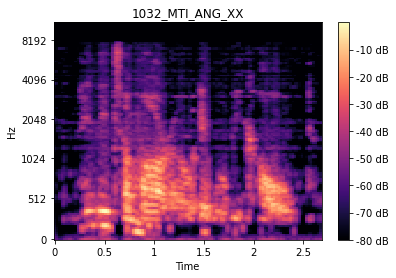 1032_MTI_ANG_XX
Hz
8192
4096
2048
1024
512
0
0
0.5
1
1.5
2
2.5
Time
-10 dB
-20 dB
-30 dB
-40 dB
-50 dB
-60 dB
-70 dB
-80 dB